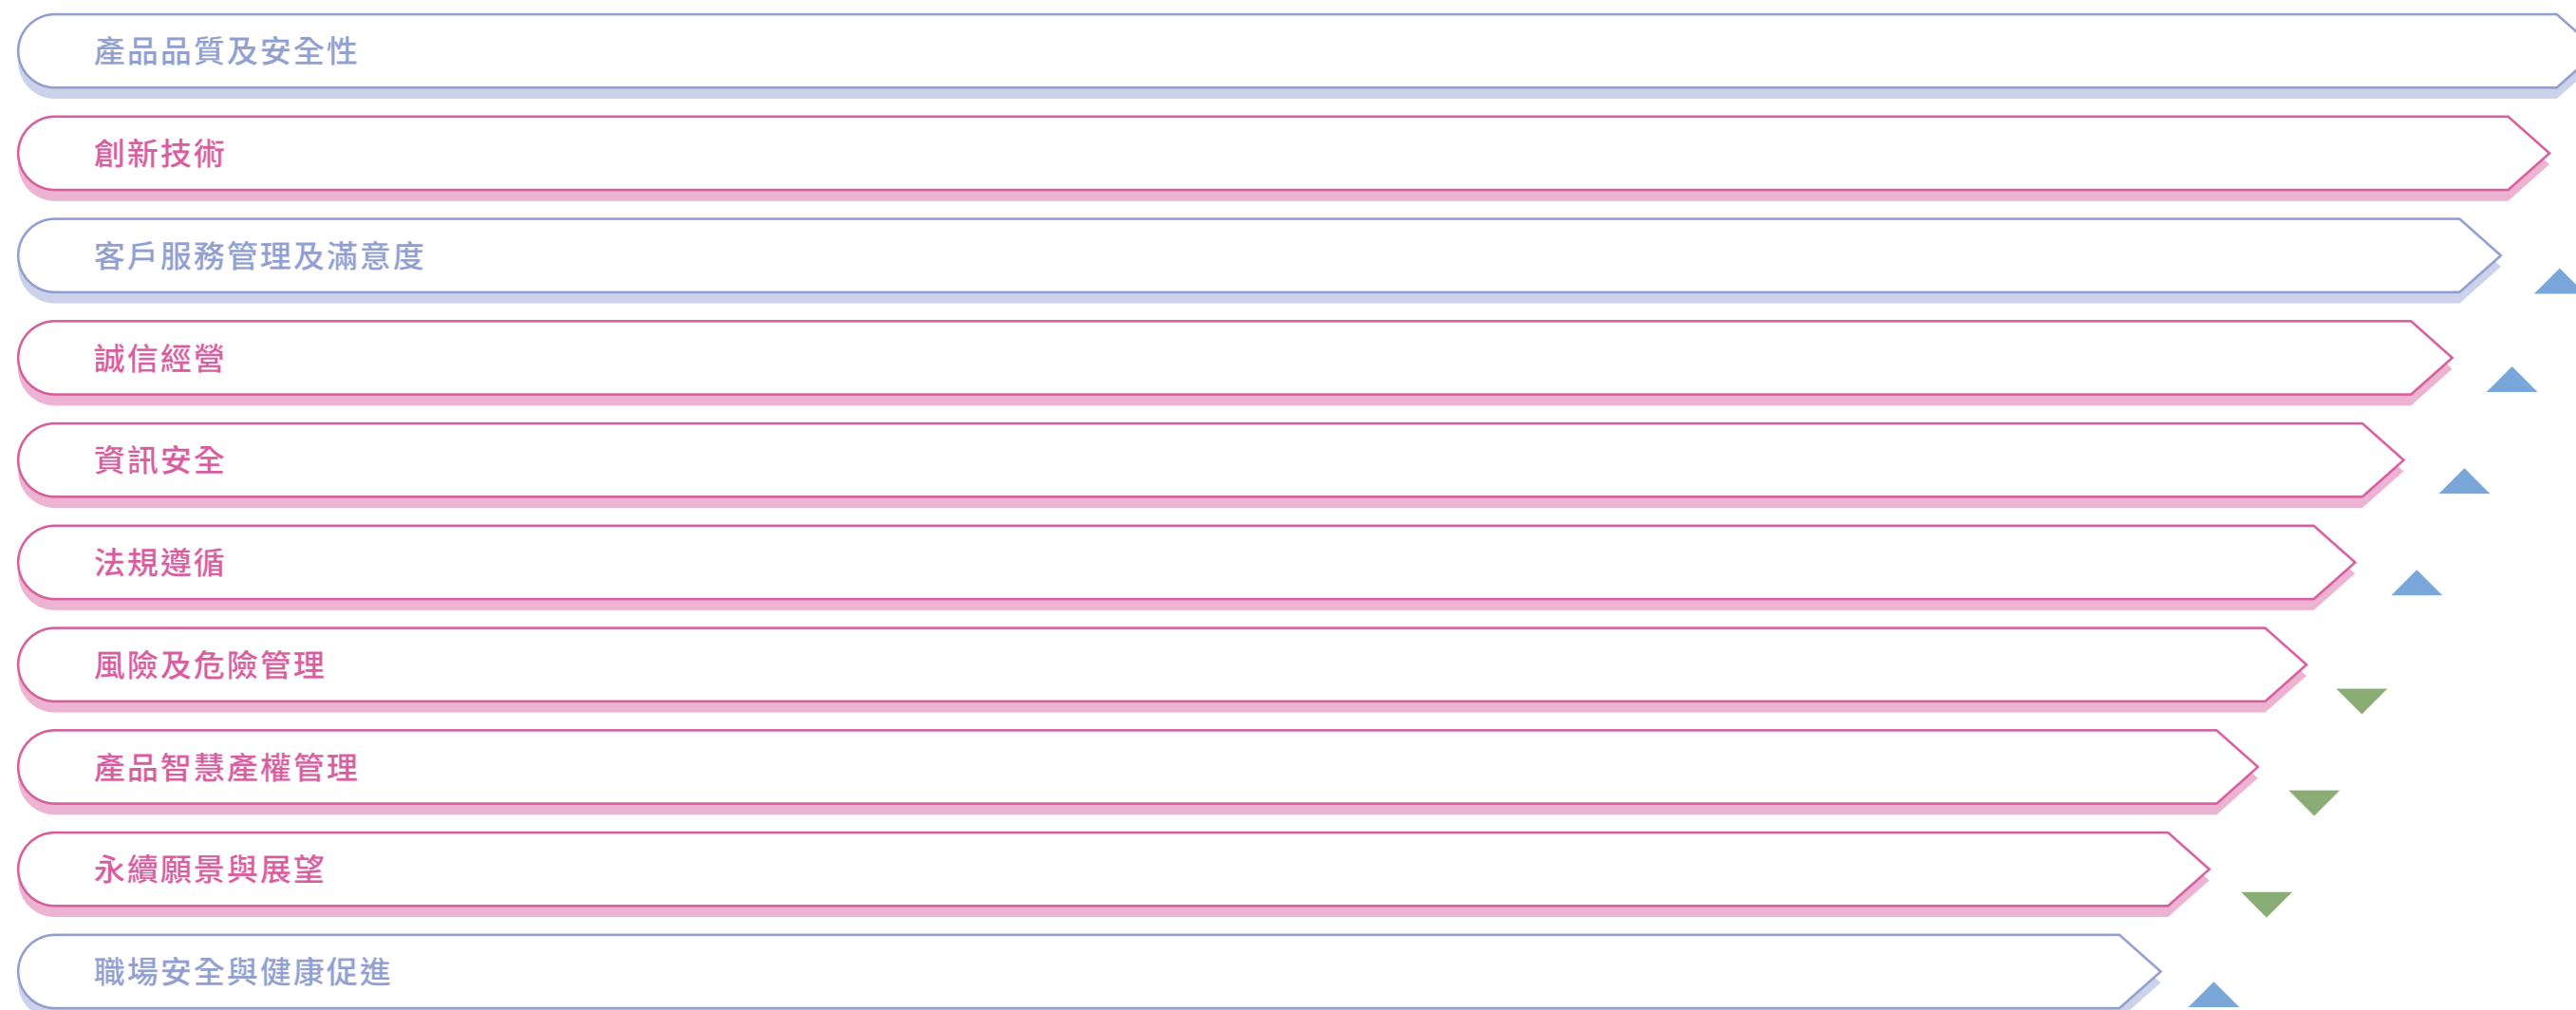 產品品質及安全性
創新技術
客戶服務管理及滿意度
誠信經營
資訊安全
法規遵循
風險及危險管理
產品智慧產權管理
永續願景與展望
職場安全與健康促進